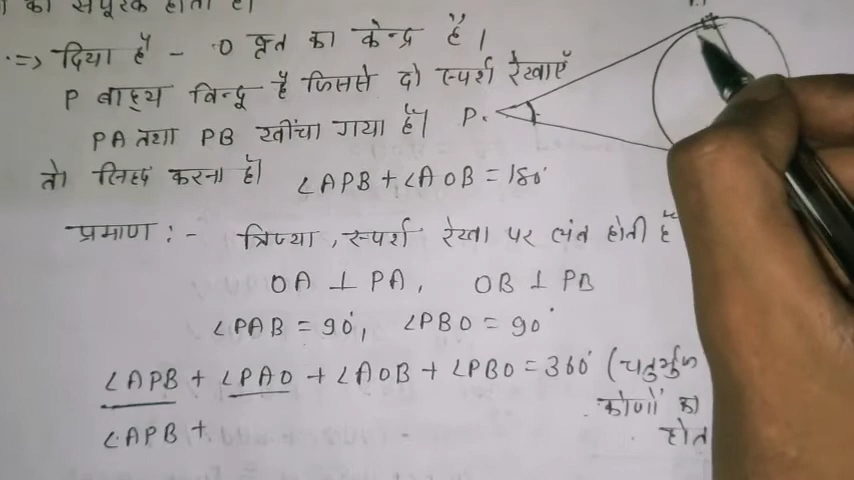 का संपूरक होता है।
⇒ दिया है - O वृत का केन्द्र है।
P बाह्य बिन्दू है जिससे दो स्पर्श रेखाएँ
PA तथा PB खींचा गया है।
P.
तो सिद्ध करना है। ∠APB + ∠AOB = 180°
प्रमाण :- त्रिज्या, स्पर्श रेखा पर लंब होती है
OA ⊥ PA, OB ⊥ PB
∠PAB = 90°, ∠PBO = 90°
∠APB + ∠PAO + ∠AOB + ∠PBO = 360° (चतुर्भुज
कोणों का
∠APB +
होत